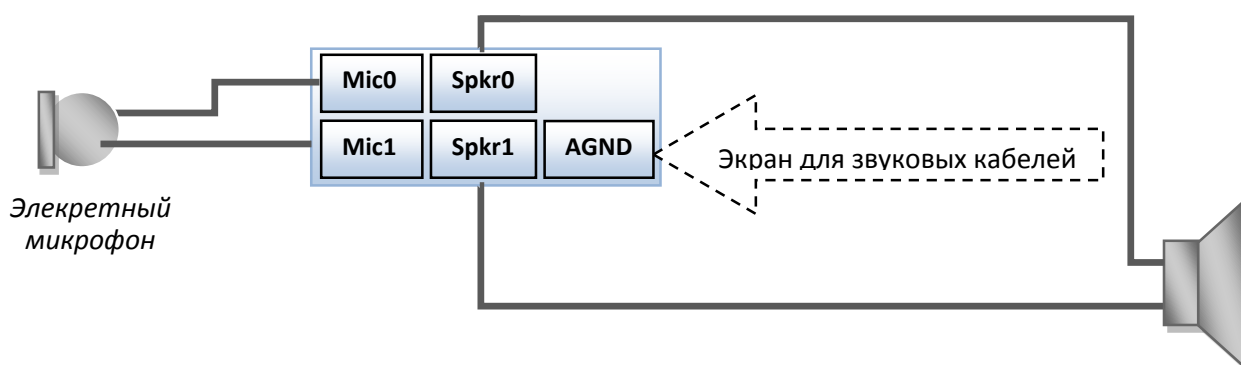 Mic0 Spkr0
Mic1 Spkr1 AGND
Экран для звуковых кабелей
Элекретный
микрофон